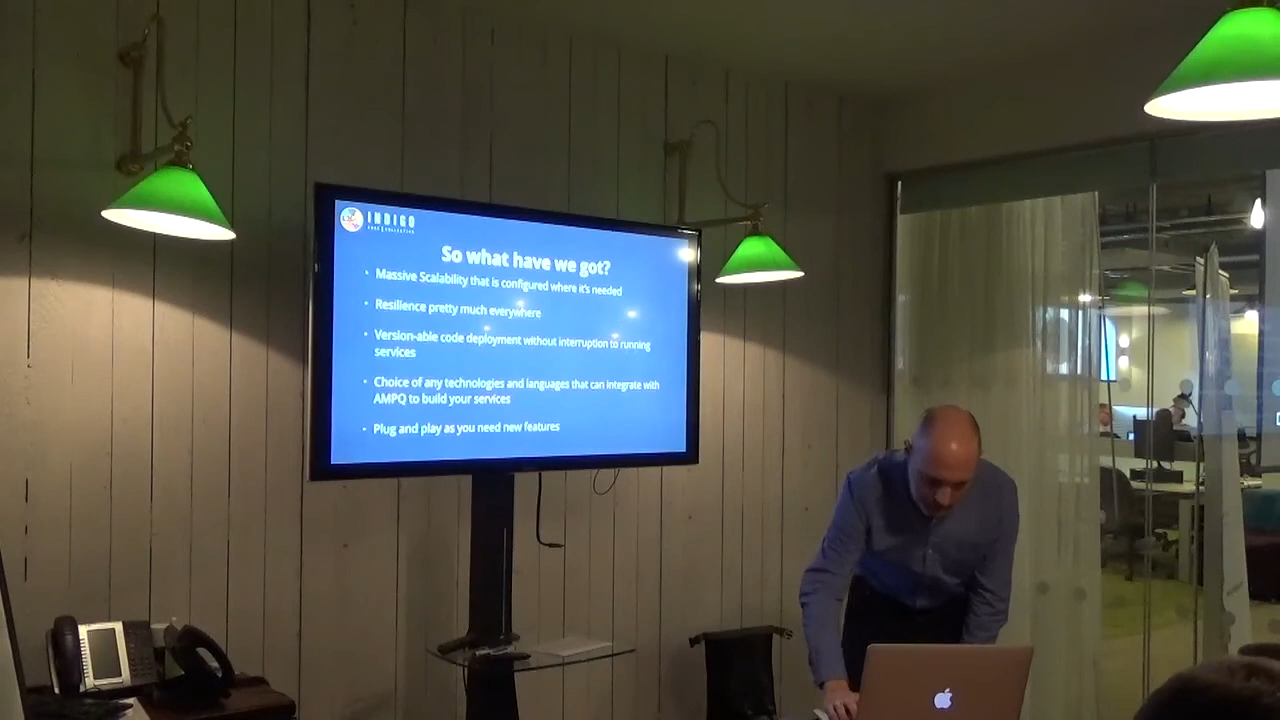 INDIGO
So what have we got?
• Massive Scalability that is configured where it's needed
• Resilience pretty much everywhere
• Version-able code deployment without interruption to running
services
• Choice of any technologies and languages that can integrate with
AMPQ to build your services
• Plug and play as you need new features